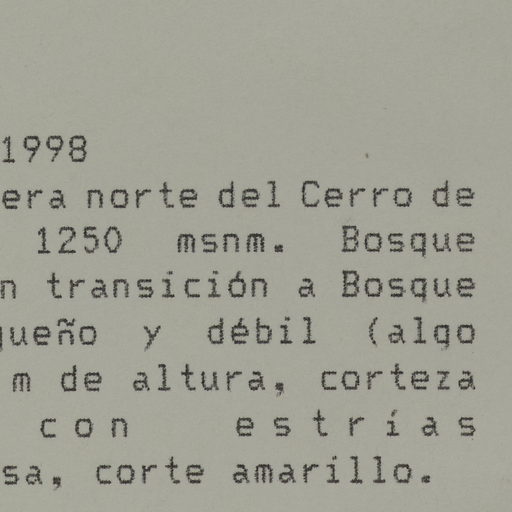 1998
era norte del Cerro de
1250 msnm. Bosque
n transición a Bosque
queño y débil (algo
m de altura, corteza
con estrías
sa, corte amarillo.